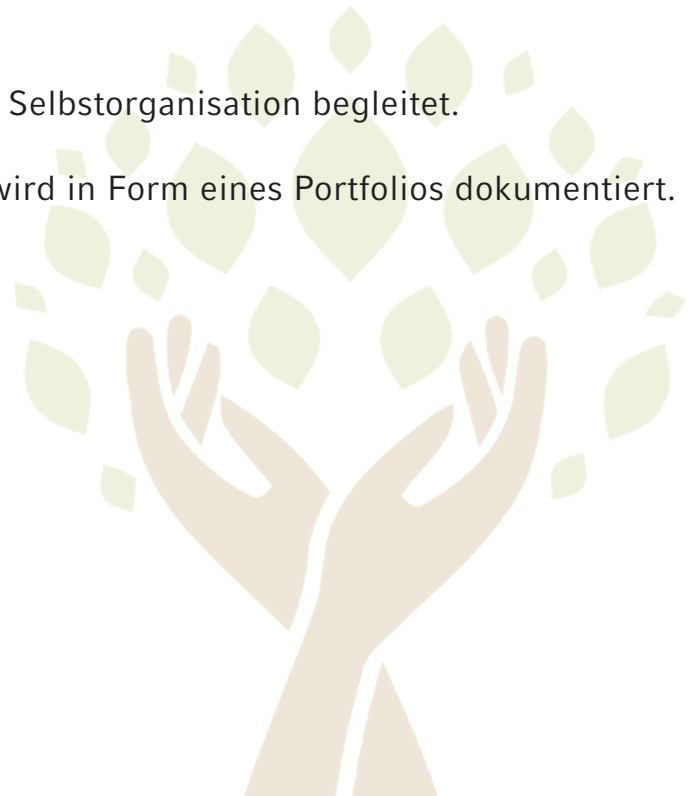 Selbstorganisation begleitet.
wird in Form eines Portfolios dokumentiert.